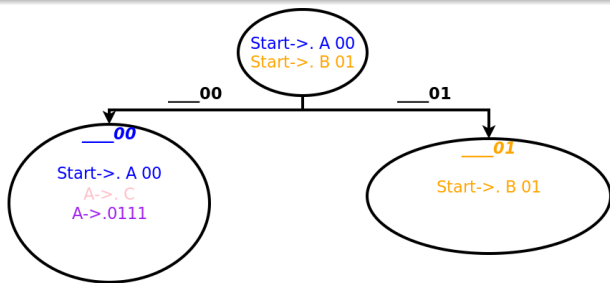 Start->. A 00
Start->. B 01
____00
____01
____00
Start->. A 00
A->. C
A->.0111
____01
Start->. B 01